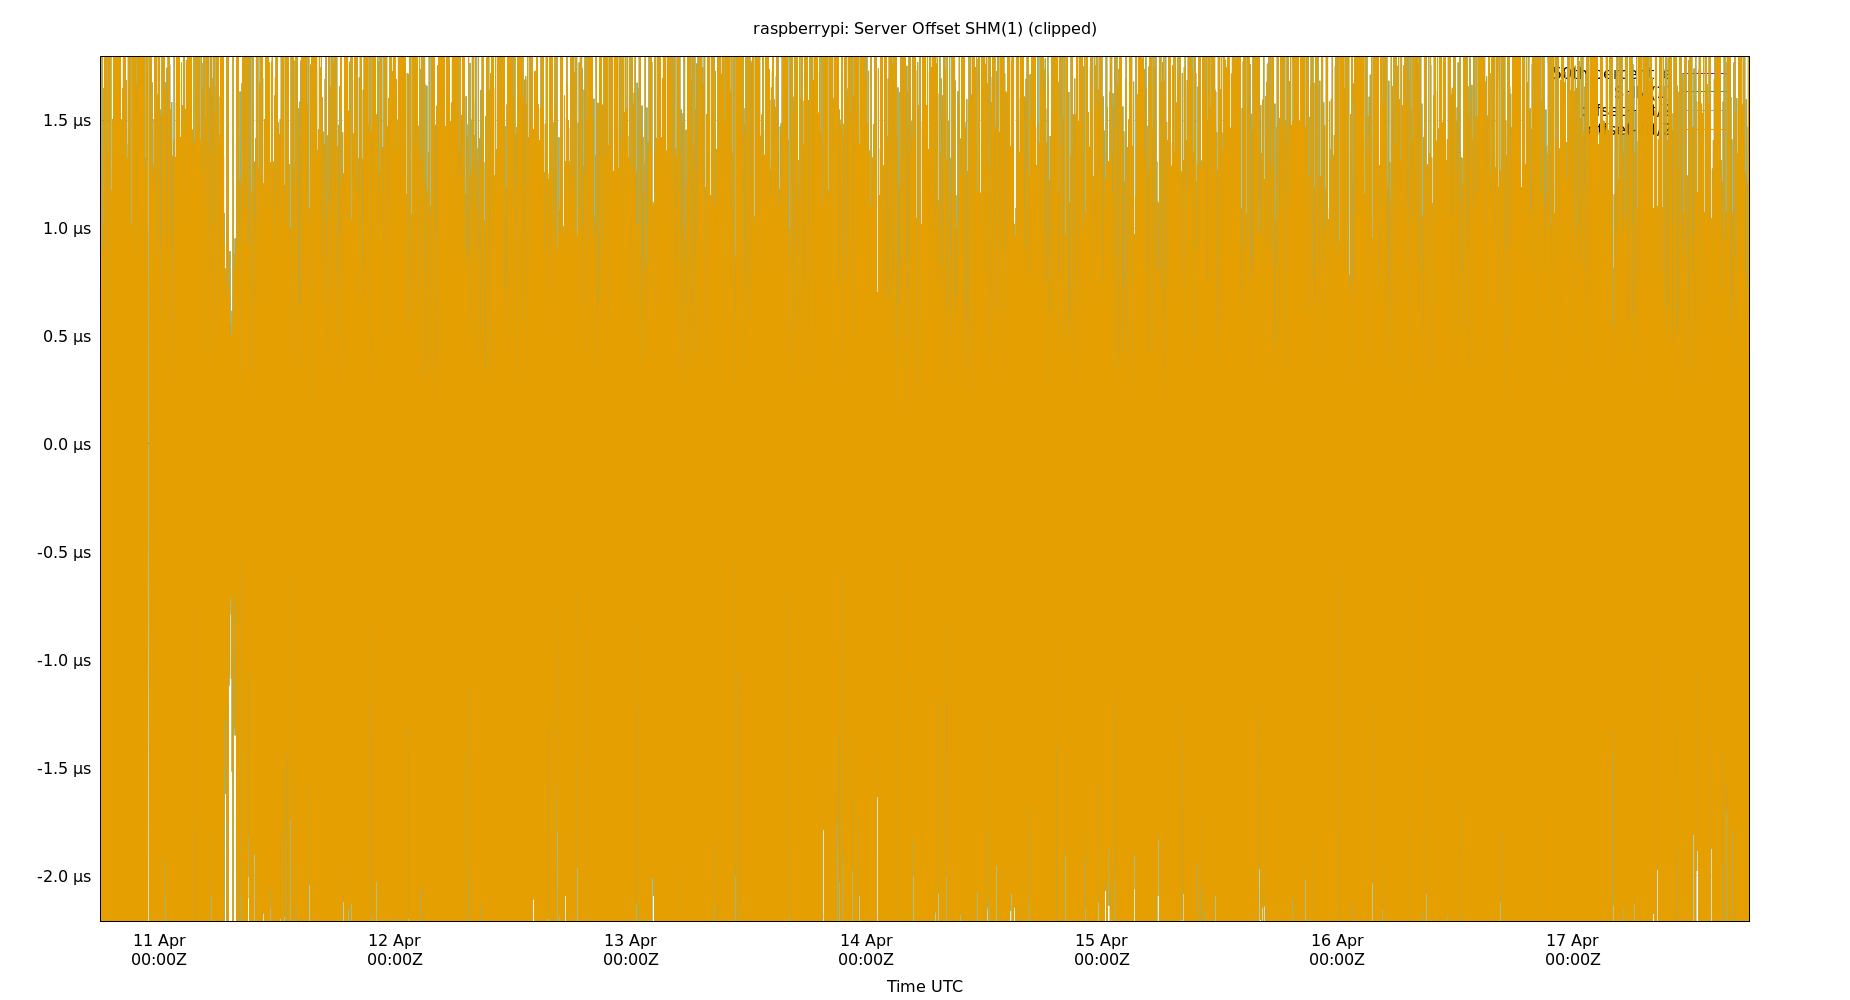 raspberrypi: Server Offset SHM(1) (clipped)
1.5 µs
1.0 µs
0.5 µs
0.0 µs
-0.5 µs
-1.0 µs
-1.5 µs
-2.0 µs
11 Apr
00:00Z
12 Apr
00:00Z
13 Apr
00:00Z
14 Apr
00:00Z
15 Apr
00:00Z
16 Apr
00:00Z
17 Apr
00:00Z
Time UTC